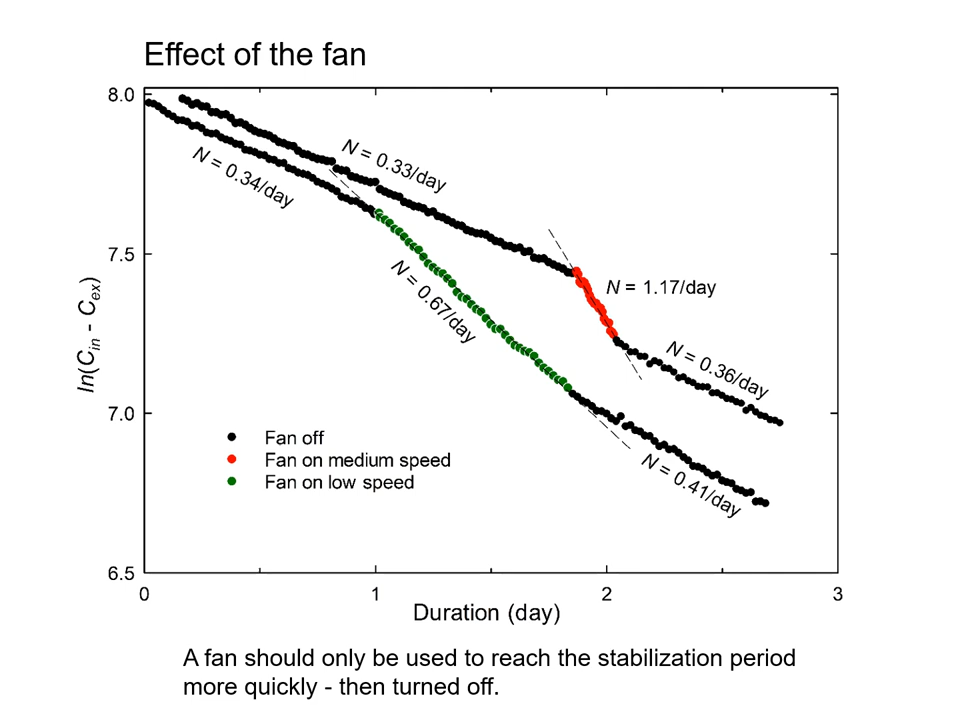 Effect of the fan
8.0
7.5
7.0
6.5
ln(Cin - Cex)
N = 0.33/day
N = 0.34/day
N = 0.67/day
N = 1.17/day
N = 0.36/day
N = 0.41/day
Fan off
Fan on medium speed
Fan on low speed
0
1
2
3
Duration (day)
A fan should only be used to reach the stabilization period
more quickly - then turned off.